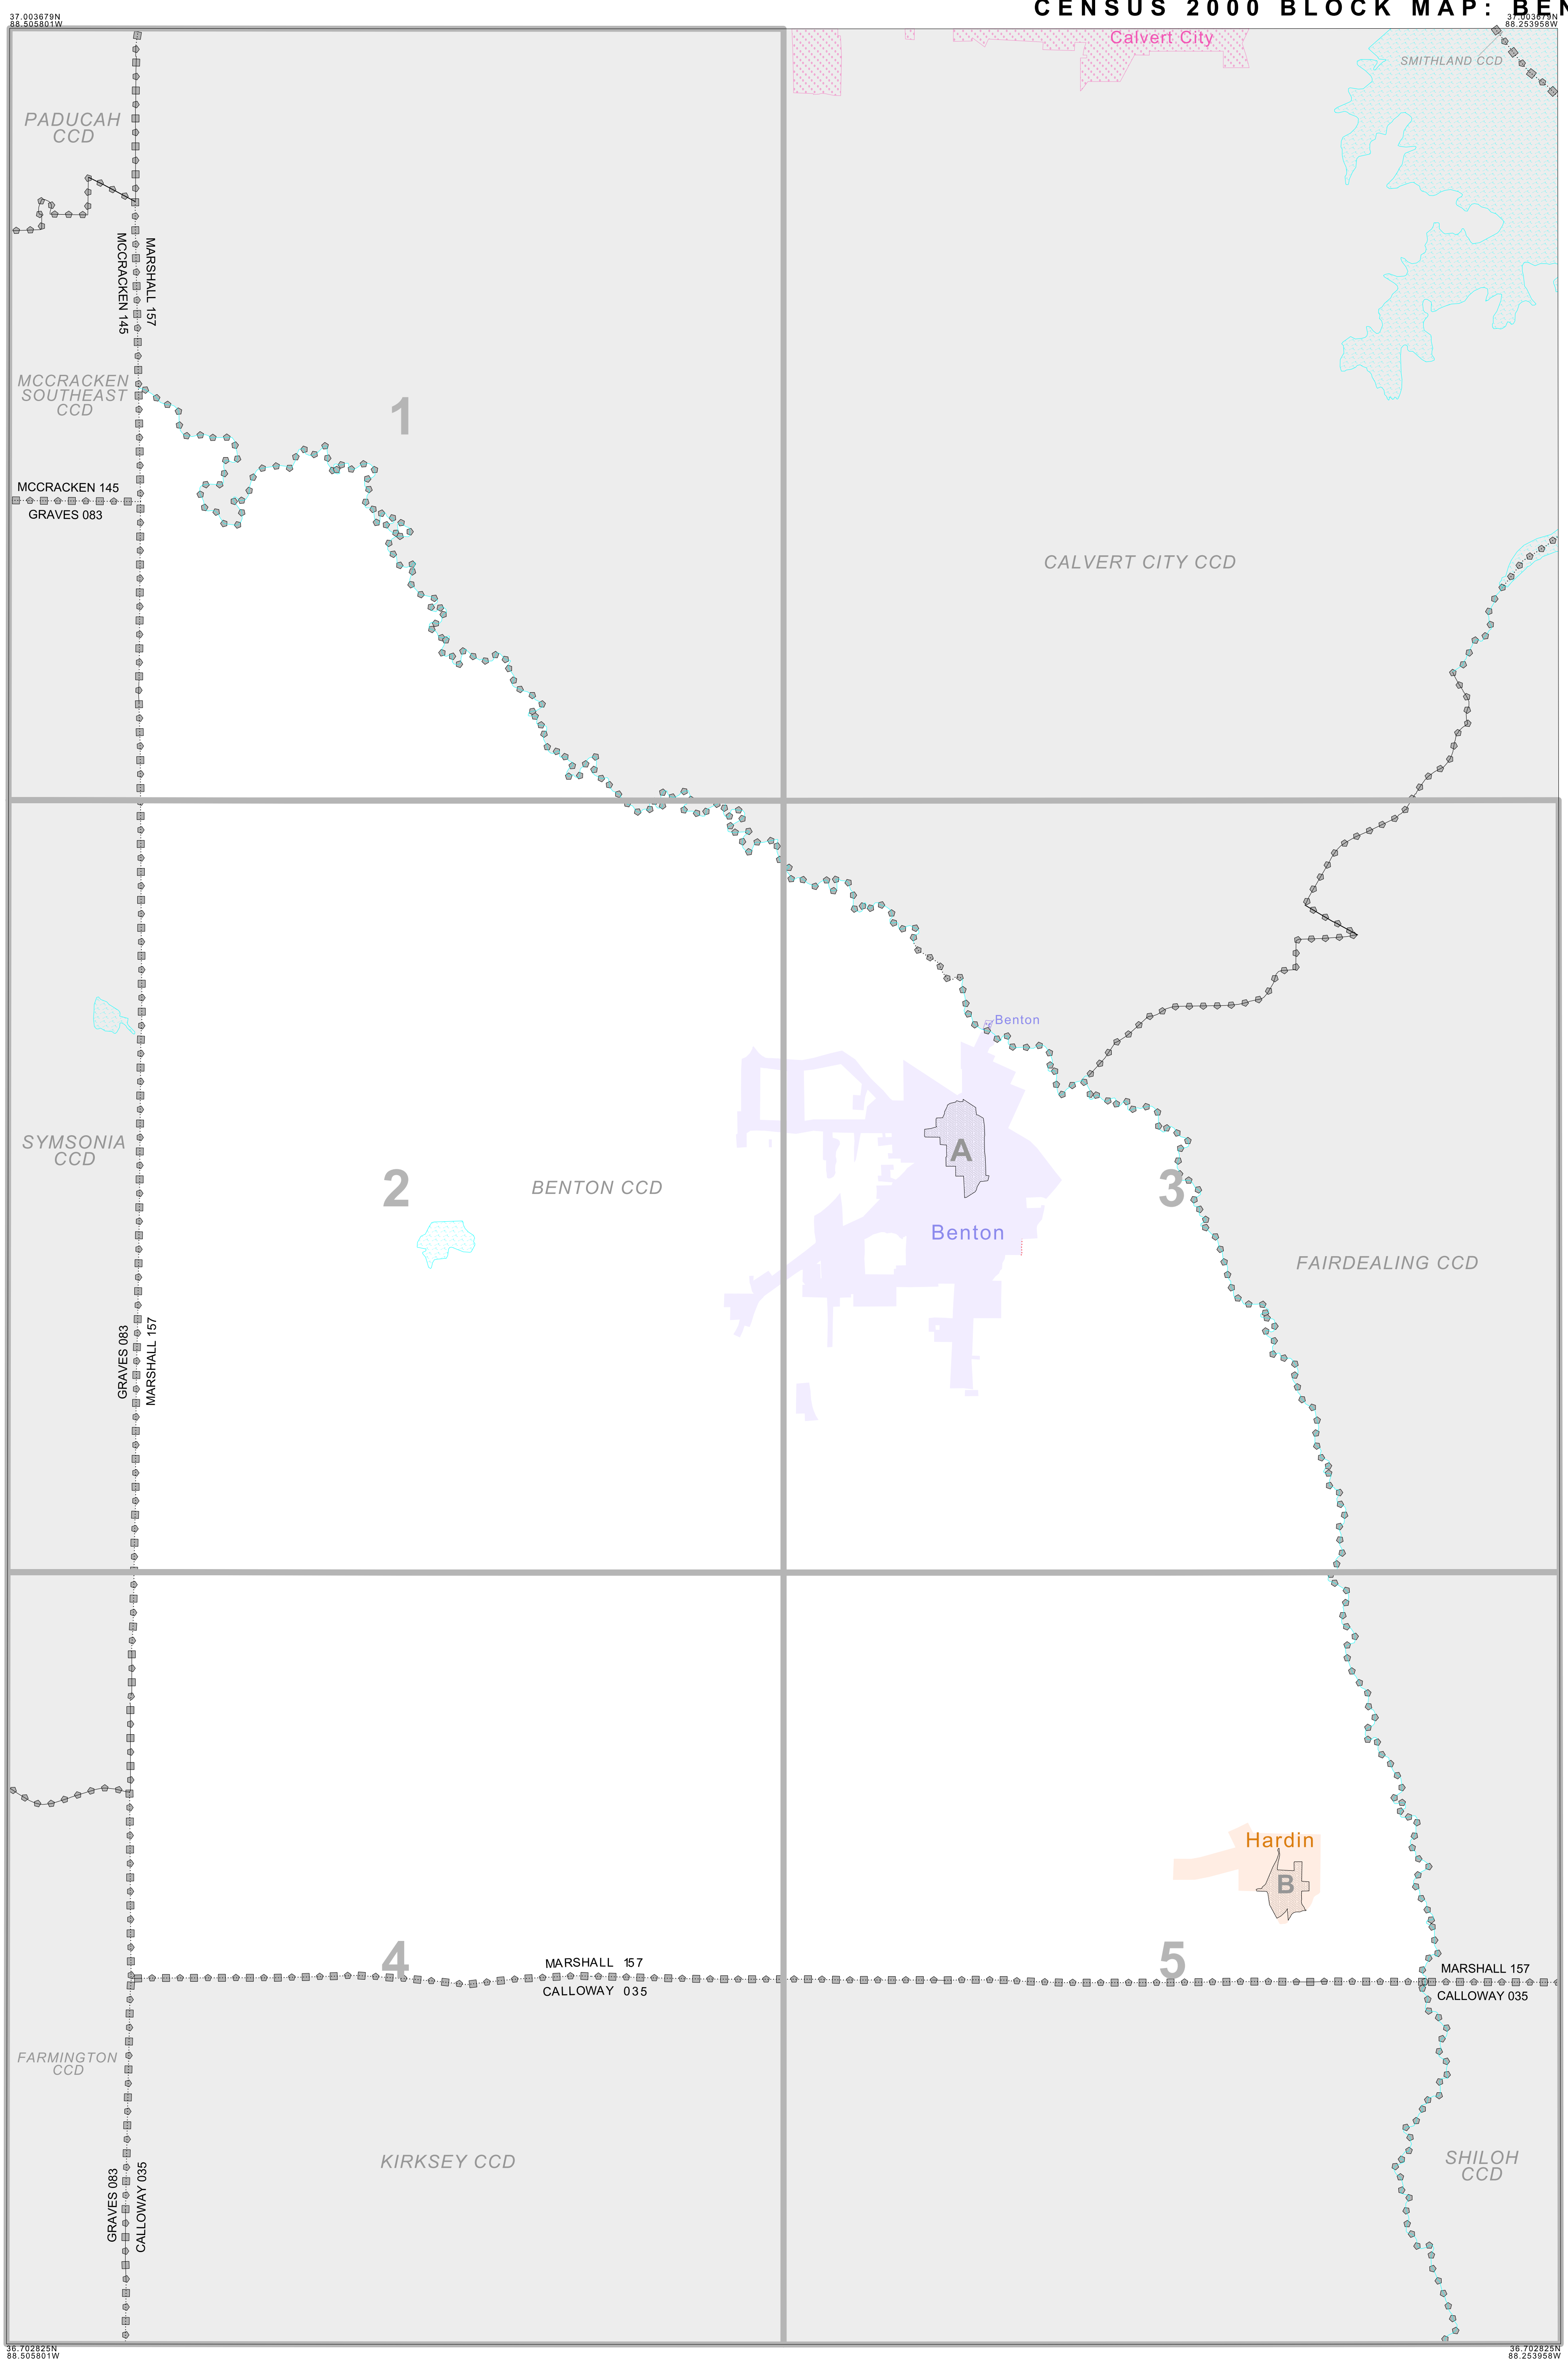 CENSUS 2000 BLOCK MAP: BEN
37.003679N
88.505801W
37.003679N
88.253958W
Calvert City
SMITHLAND CCD
PADUCAH
CCD
MCCRACKEN 145
MARSHALL 157
MCCRACKEN
SOUTHEAST
CCD
1
MCCRACKEN 145
GRAVES 083
CALVERT CITY CCD
Benton
SYMSONIA
CCD
A
2
BENTON CCD
3
Benton
FAIRDEALING CCD
GRAVES 083
MARSHALL 157
Hardin
B
4
5
MARSHALL 157
CALLOWAY 035
MARSHALL 157
CALLOWAY 035
FARMINGTON
CCD
KIRKSEY CCD
SHILOH
CCD
GRAVES 083
CALLOWAY 035
36.702825N
88.505801W
36.702825N
88.253958W